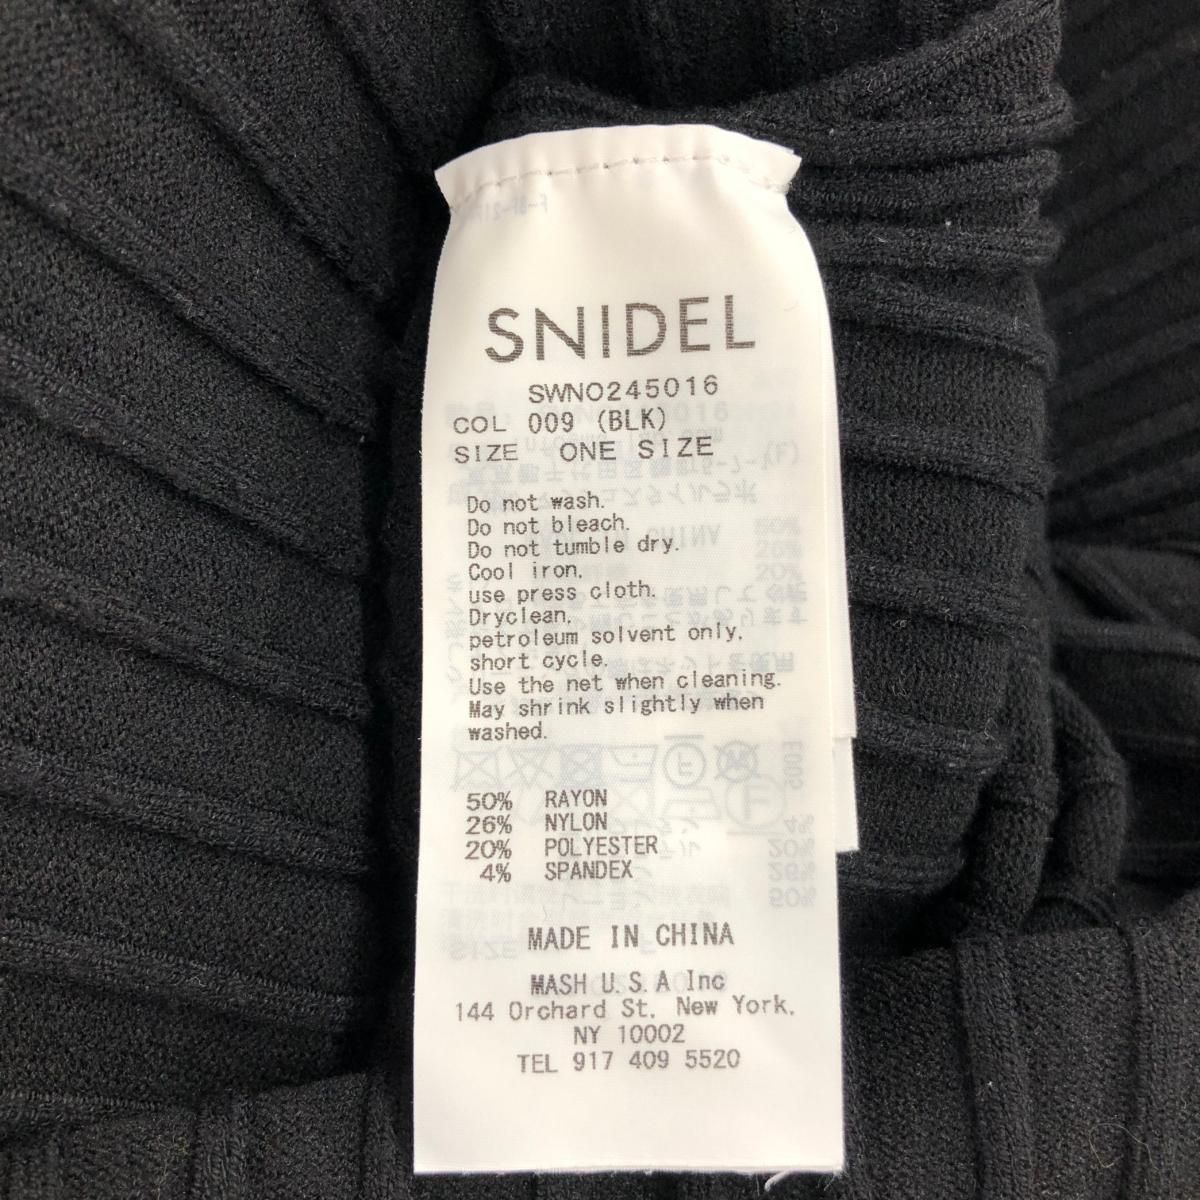 SNIDEL
SWNO245016
COL 009 (BLK)
SIZE ONE SIZE
Do not wash.
Do not bleach.
Do not tumble dry.
Cool iron.
use press cloth.
Dryclean.
petroleum solvent only.
short cycle.
Use the net when cleaning.
May shrink slightly when
washed.
50% RAYON
26% NYLON
20% POLYESTER
4% SPANDEX
MADE IN CHINA
MASH U.S.A Inc
144 Orchard St. New York.
NY 10002
TEL 917 409 5520